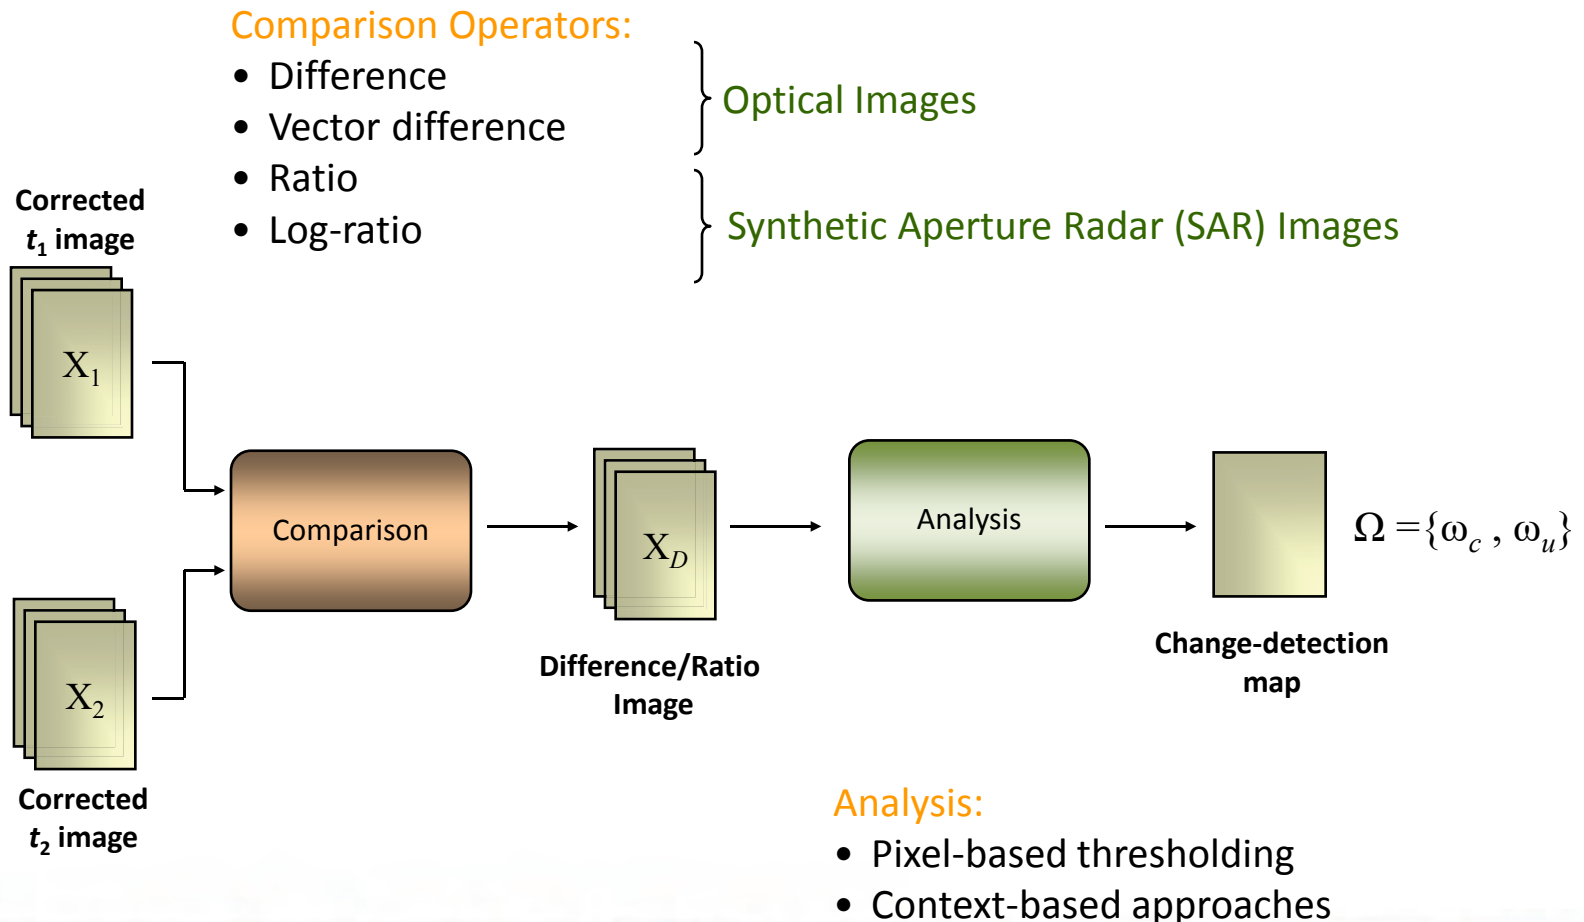 Comparison Operators:
• Difference
• Vector difference
• Ratio
• Log-ratio
Optical Images
Synthetic Aperture Radar (SAR) Images
Corrected
t1 image
X1
X2
Corrected
t2 image
Comparison
XD
Difference/Ratio
Image
Analysis
Change-detection
map
Ω ={ωc , ωu}
Analysis:
• Pixel-based thresholding
• Context-based approaches